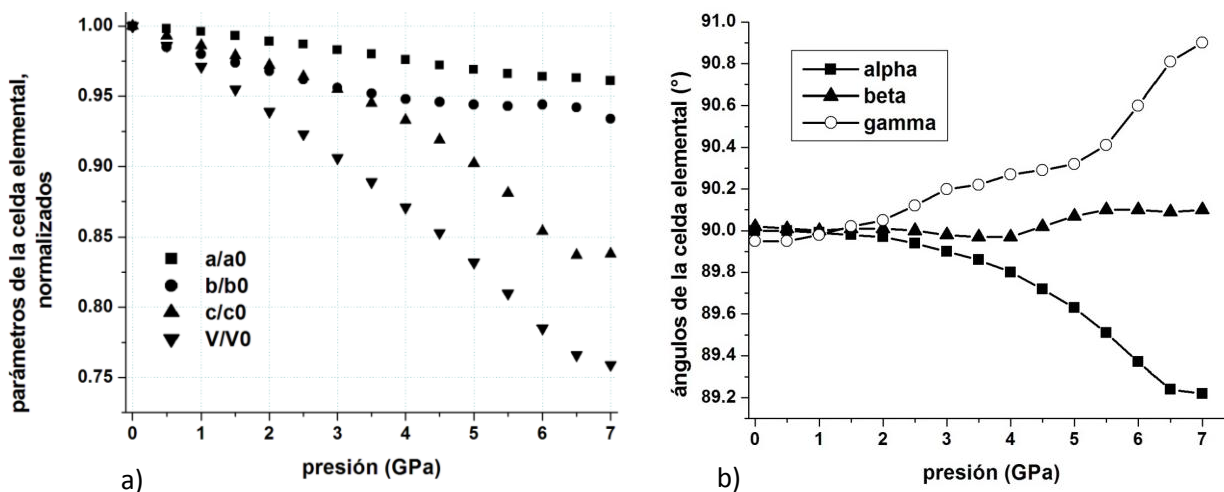 parámetros de la celda elemental,
normalizados
1.00
0.95
0.90
0.85
0.80
0.75
a/a0
b/b0
c/c0
V/V0
0 1 2 3 4 5 6 7
presión (GPa)
a)
ángulos de la celda elemental (°)
91.0
90.8
90.6
90.4
90.2
90.0
89.8
89.6
89.4
89.2
alpha
beta
gamma
0 1 2 3 4 5 6 7
presión (GPa)
b)